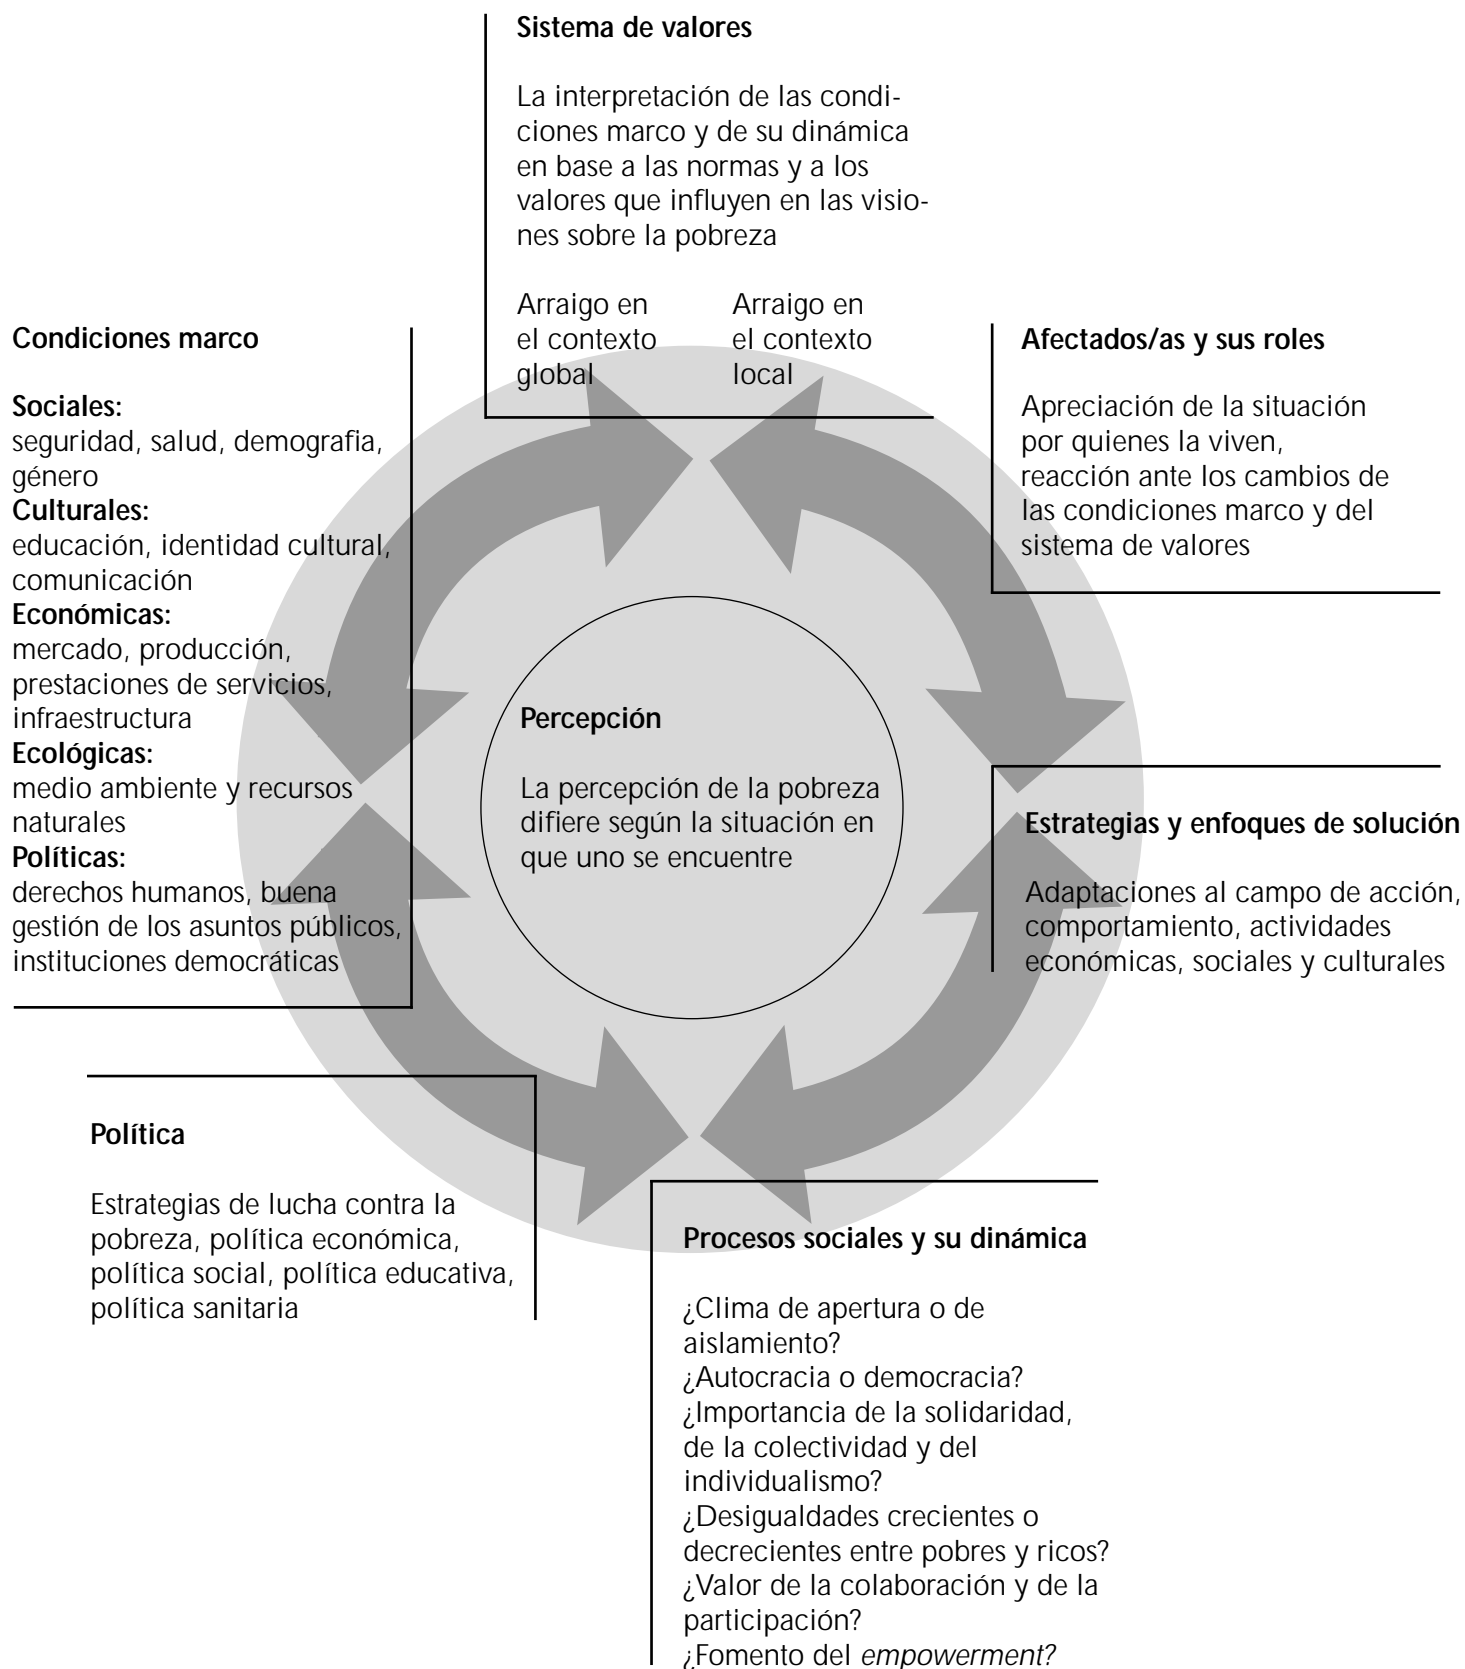 Sistema de valores
La interpretación de las condi-
ciones marco y de su dinámica
en base a las normas y a los
valores que influyen en las visio-
nes sobre la pobreza
Arraigo en
el contexto
global
Arraigo en
el contexto
local
Condiciones marco
Sociales:
seguridad, salud, demografia,
género
Culturales:
educación, identidad cultural,
comunicación
Económicas:
mercado, producción,
prestaciones de servicios,
infraestructura
Ecológicas:
medio ambiente y recursos
naturales
Políticas:
derechos humanos, buena
gestión de los asuntos públicos,
instituciones democráticas
Afectados/as y sus roles
Apreciación de la situación
por quienes la viven,
reacción ante los cambios de
las condiciones marco y del
sistema de valores
Percepción
La percepción de la pobreza
difiere según la situación en
que uno se encuentre
Estrategias y enfoques de solución
Adaptaciones al campo de acción,
comportamiento, actividades
económicas, sociales y culturales
Política
Estrategias de lucha contra la
pobreza, política económica,
política social, política educativa,
política sanitaria
Procesos sociales y su dinámica
¿Clima de apertura o de
aislamiento?
¿Autocracia o democracia?
¿Importancia de la solidaridad,
de la colectividad y del
individualismo?
¿Desigualdades crecientes o
decrecientes entre pobres y ricos?
¿Valor de la colaboración y de la
participación?
¿Fomento del empowerment?